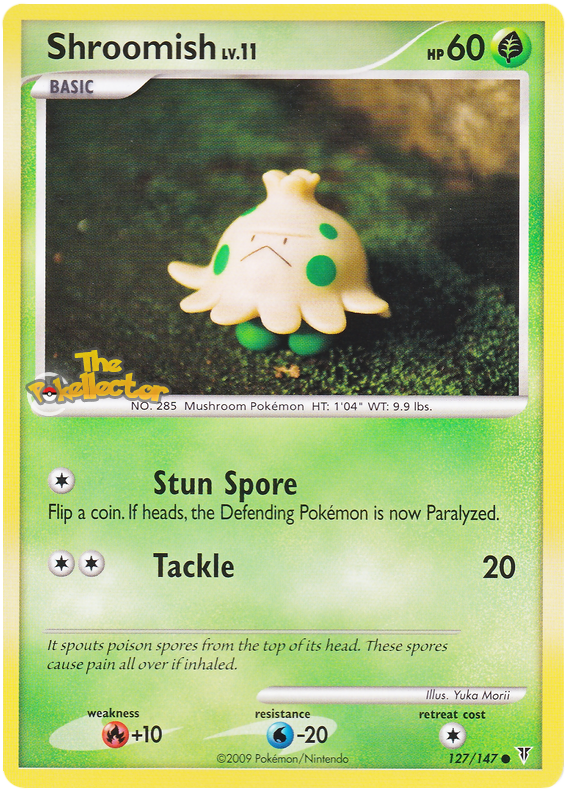 Shroomish LV.11
HP 60
BASIC
The
Pokellector
NO. 285 Mushroom Pokémon HT: 1'04" WT: 9.9 lbs.
Stun Spore
Flip a coin. If heads, the Defending Pokémon is now Paralyzed.
Tackle 20
It spouts poison spores from the top of its head. These spores
cause pain all over if inhaled.
Illus. Yuka Morii
weakness resistance retreat cost
+10 -20
©2009 Pokémon/Nintendo 127/147